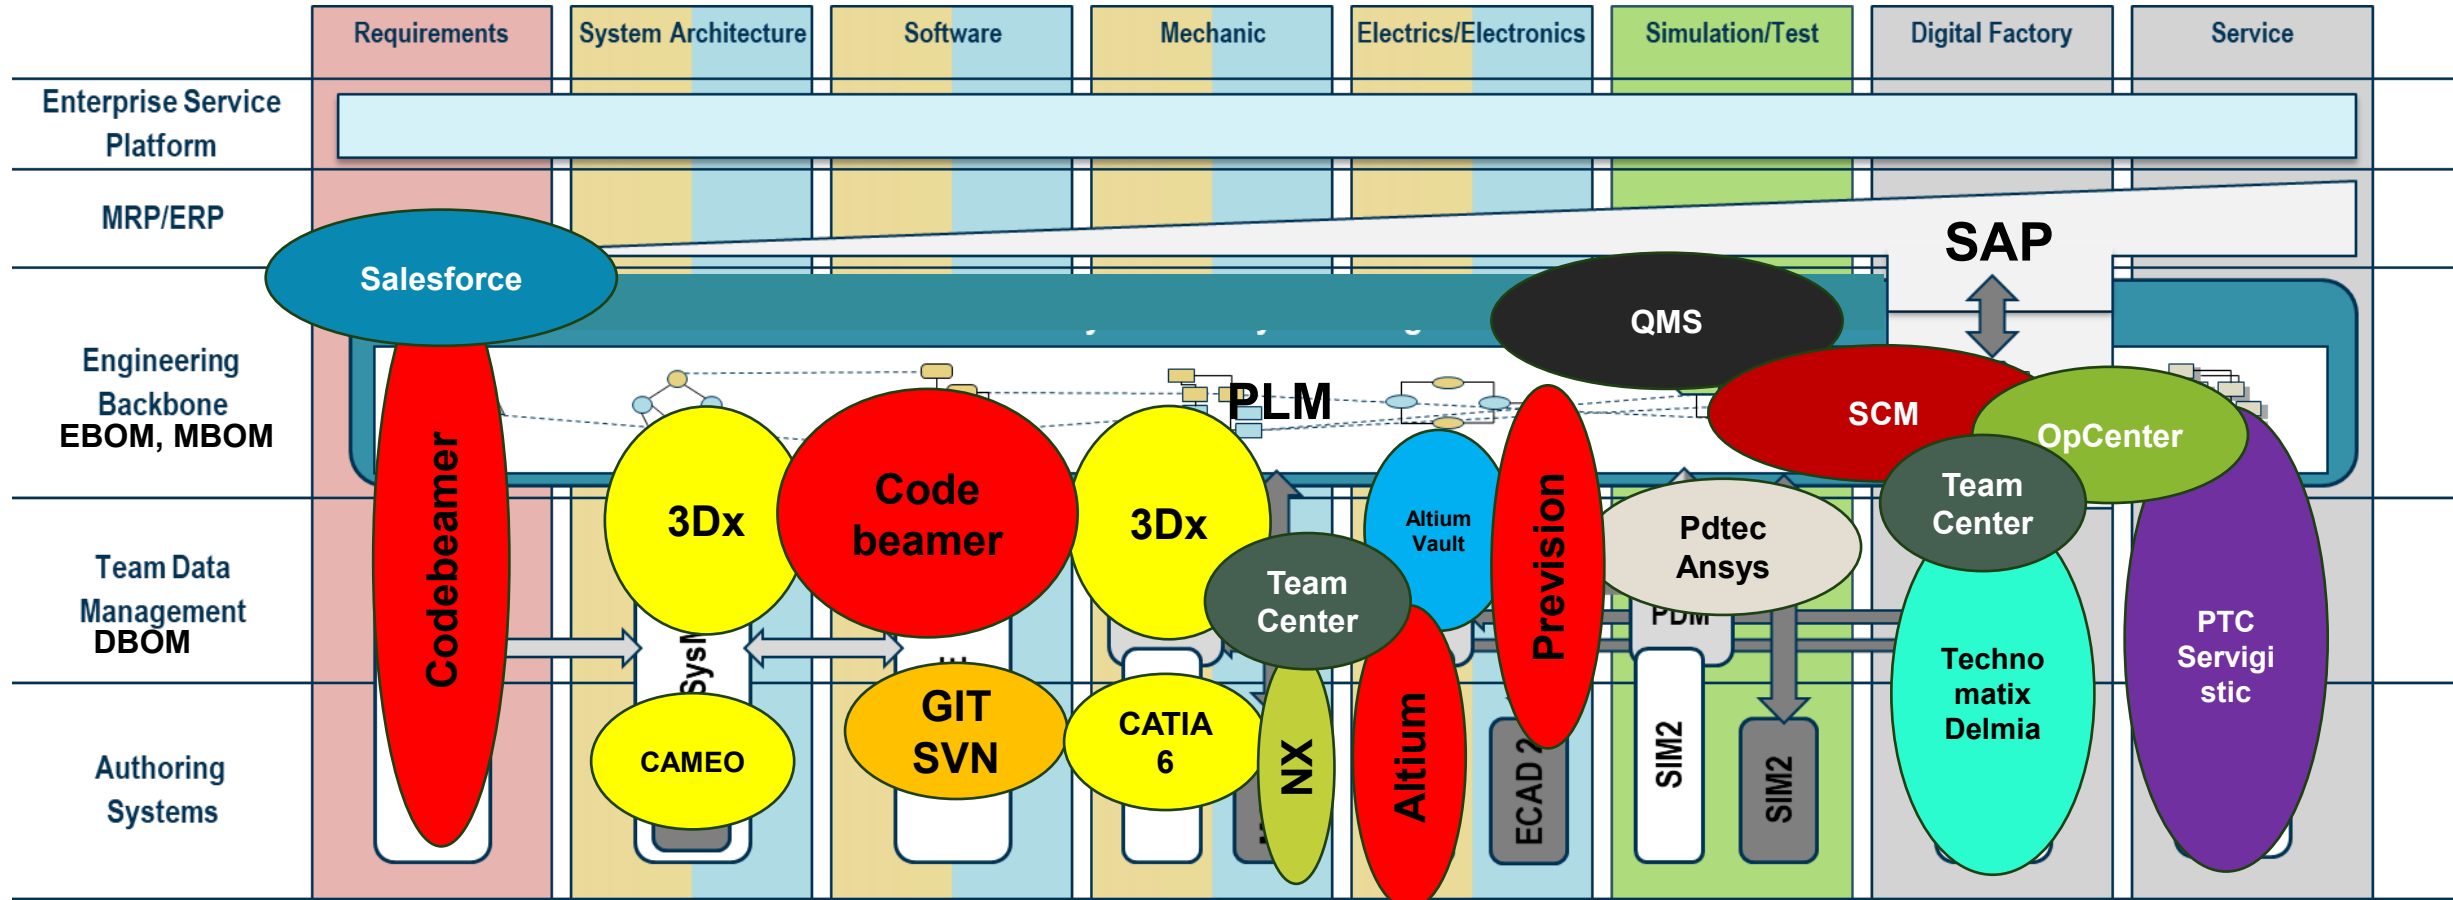 Requirements
System Architecture
Software
Mechanic
Electrics/Electronics
Simulation/Test
Digital Factory
Service
Enterprise Service
Platform
MRP/ERP
SAP
Salesforce
QMS
Engineering
Backbone
EBOM, MBOM
PLM
SCM
OpCenter
Codebeamer
3Dx
Code
beamer
3Dx
Altium
Vault
Prevision
Pdtec
Ansys
Team
Center
Team Data
Management
DBOM
Team
Center
PDM
PTC
Servigi
stic
Techno
matix
Delmia
Authoring
Systems
CAMEO
GIT
SVN
CATIA
6
NX
Altium
ECAD 2
SIM2
SIM2